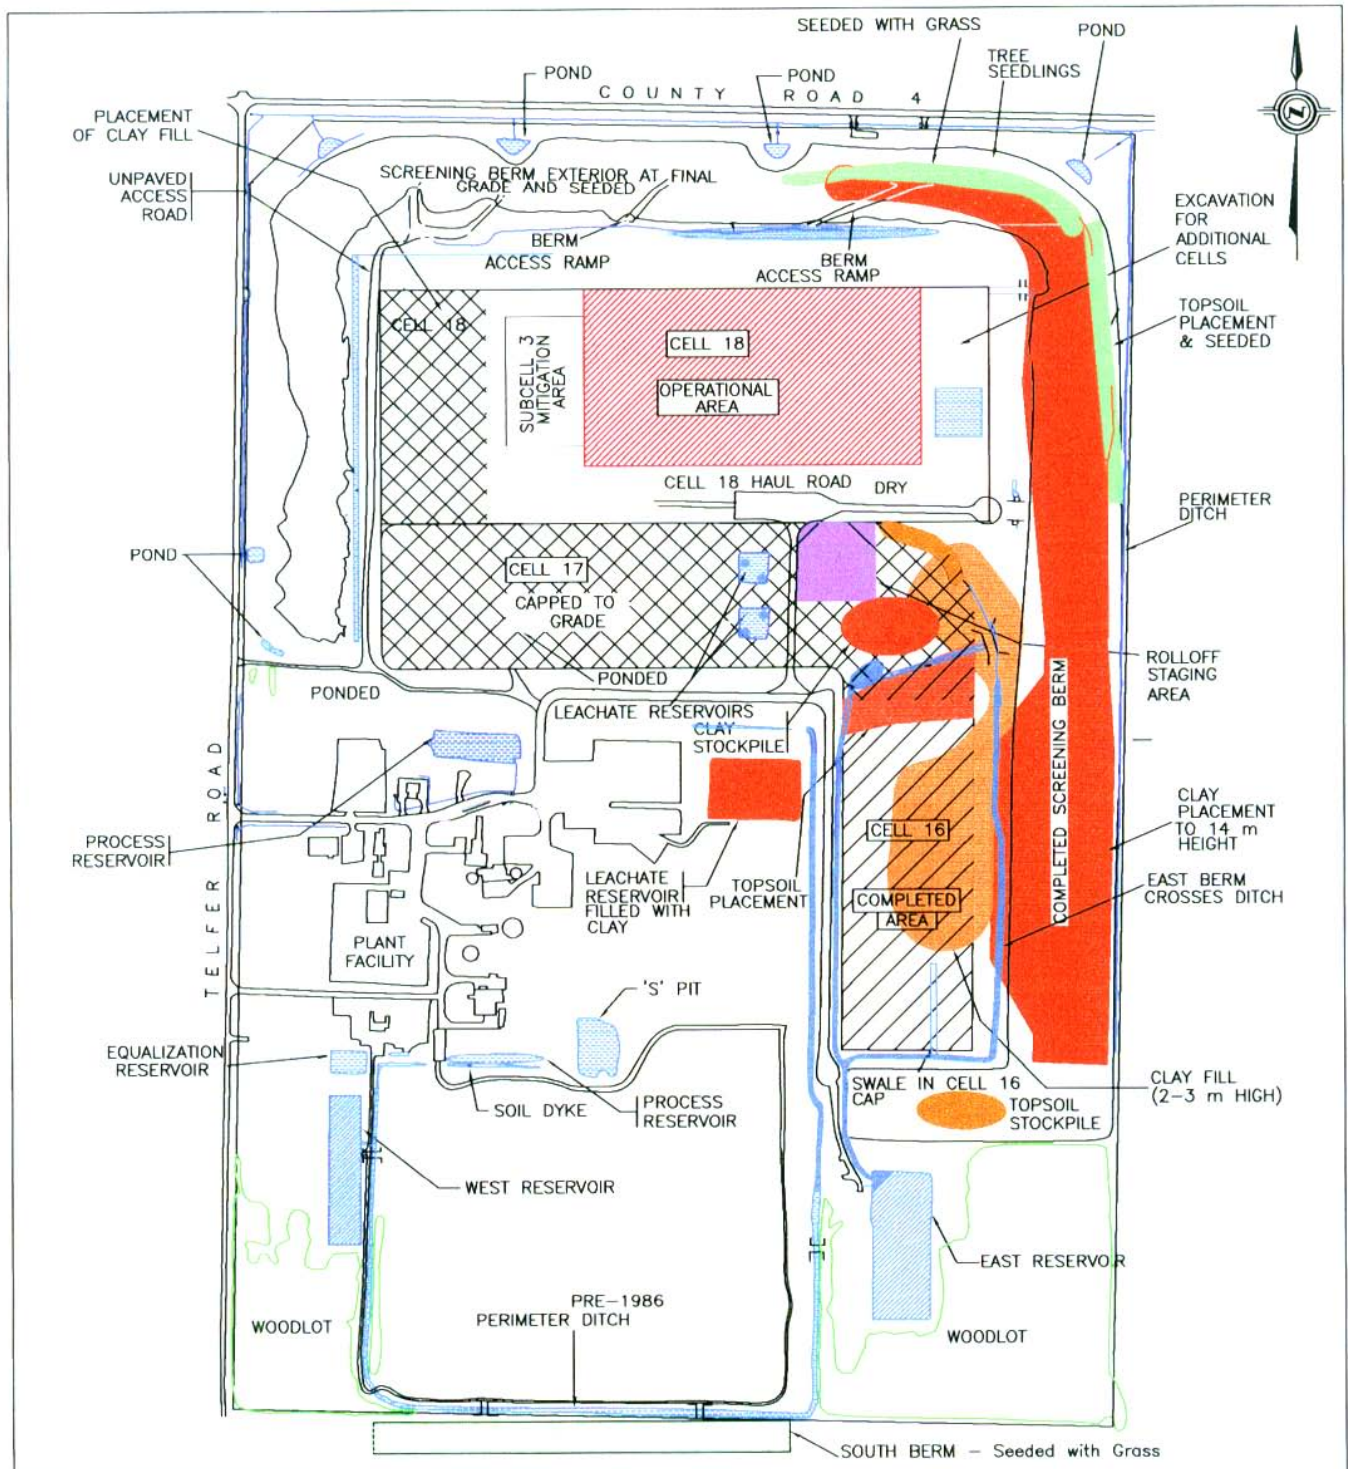 SEEDED WITH GRASS
POND
TREE
SEEDLINGS
POND
POND
COUNTY ROAD 4
PLACEMENT
OF CLAY FILL
N
UNPAVED
ACCESS
ROAD
SCREENING BERM EXTERIOR AT FINAL
GRADE AND SEEDED
EXCAVATION
FOR
ADDITIONAL
CELLS
BERM
ACCESS RAMP
BERM
ACCESS RAMP
TOPSOIL
PLACEMENT
& SEEDED
CELL 18
SUBCELL 3
MITIGATION
AREA
CELL 18
OPERATIONAL
AREA
CELL 18 HAUL ROAD
DRY
PERIMETER
DITCH
POND
CELL 17
CAPPED TO
GRADE
PONDED
PONDED
ROLLOFF
STAGING
AREA
LEACHATE RESERVOIRS
CLAY
STOCKPILE
COMPLETED SCREENING BERM
TELFER ROAD
PROCESS
RESERVOIR
CELL 16
CLAY
PLACEMENT
TO 14 m
HEIGHT
LEACHATE
RESERVOIR
FILLED WITH
CLAY
TOPSOIL
PLACEMENT
COMPLETED
AREA
EAST BERM
CROSSES DITCH
PLANT
FACILITY
'S' PIT
EQUALIZATION
RESERVOIR
SOIL DYKE
PROCESS
RESERVOIR
SWALE IN CELL 16
CAP
TOPSOIL
STOCKPILE
CLAY FILL
(2-3 m HIGH)
WEST RESERVOIR
EAST RESERVOIR
PRE-1986
PERIMETER DITCH
WOODLOT
WOODLOT
SOUTH BERM - Seeded with Grass